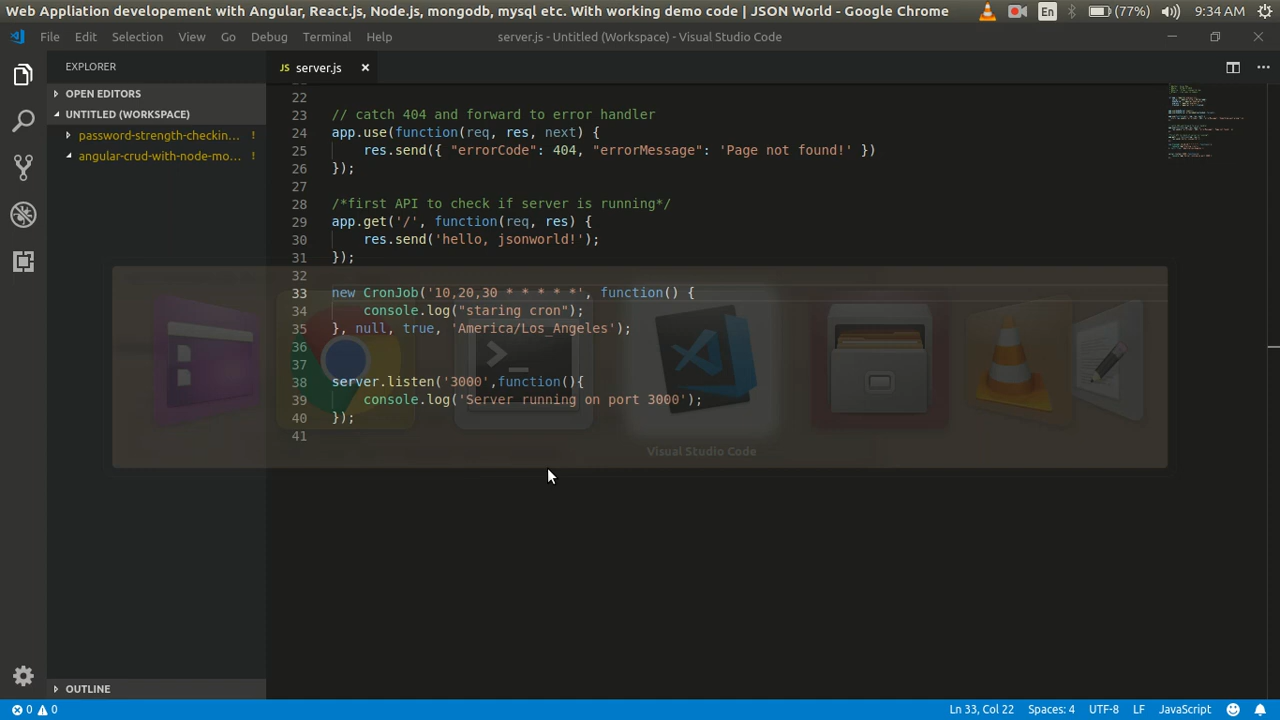 Web Appliation developement with Angular, React.js, Node.js, mongodb, mysql etc. With working demo code | JSON World - Google Chrome
En
(77%)
9:34 AM
File Edit Selection View Go Debug Terminal Help
server.js - Untitled (Workspace) - Visual Studio Code
EXPLORER
JS server.js
OPEN EDITORS
UNTITLED (WORKSPACE)
password-strength-checkin... !
angular-crud-with-node-mo... !
22
23 // catch 404 and forward to error handler
24 app.use(function(req, res, next) {
25 res.send({ "errorCode": 404, "errorMessage": 'Page not found!' })
26 });
27
28 /*first API to check if server is running*/
29 app.get('/', function(req, res) {
30 res.send('hello, jsonworld!');
31 });
32
33 new CronJob('10,20,30 * * * * *', function() {
34 console.log("staring cron");
35 }, null, true, 'America/Los_Angeles');
36
37
38 server.listen('3000',function(){
39 console.log('Server running on port 3000');
40 });
41
Visual Studio Code
OUTLINE
0 0
Ln 33, Col 22 Spaces: 4 UTF-8 LF JavaScript